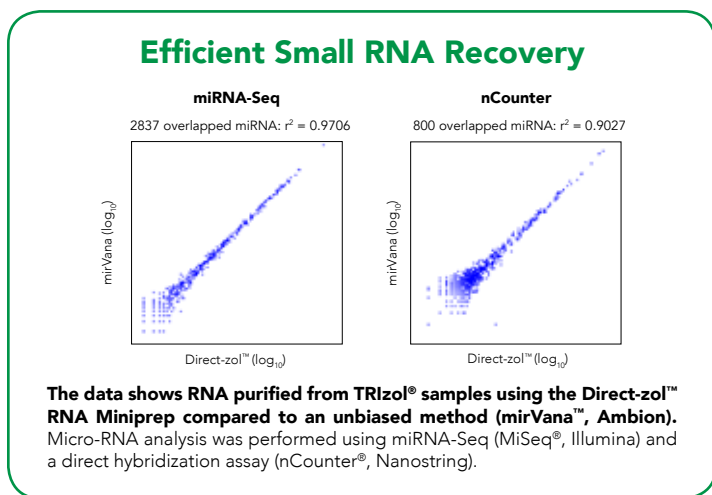 Efficient Small RNA Recovery
miRNA-Seq
2837 overlapped miRNA: r² = 0.9706
mirVana (log₁₀)
Direct-zol™ (log₁₀)
nCounter
800 overlapped miRNA: r² = 0.9027
mirVana (log₁₀)
Direct-zol™ (log₁₀)
The data shows RNA purified from TRIzol® samples using the Direct-zol™
RNA Miniprep compared to an unbiased method (mirVana™, Ambion).
Micro-RNA analysis was performed using miRNA-Seq (MiSeq®, Illumina) and
a direct hybridization assay (nCounter®, Nanostring).